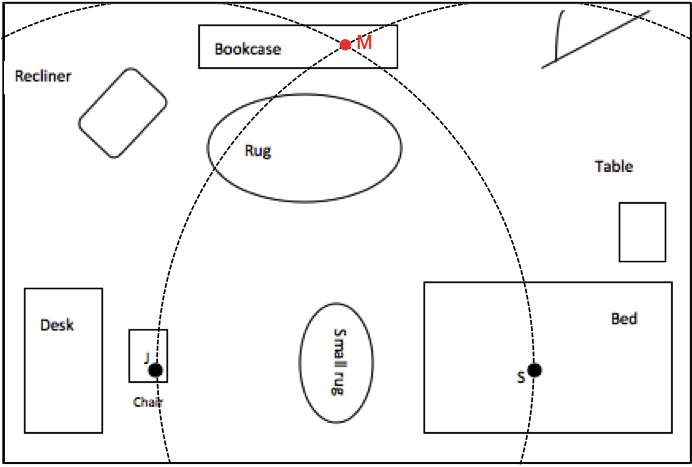 Bookcase
M
Recliner
Rug
Table
Desk
J
Chair
Small rug
S
Bed